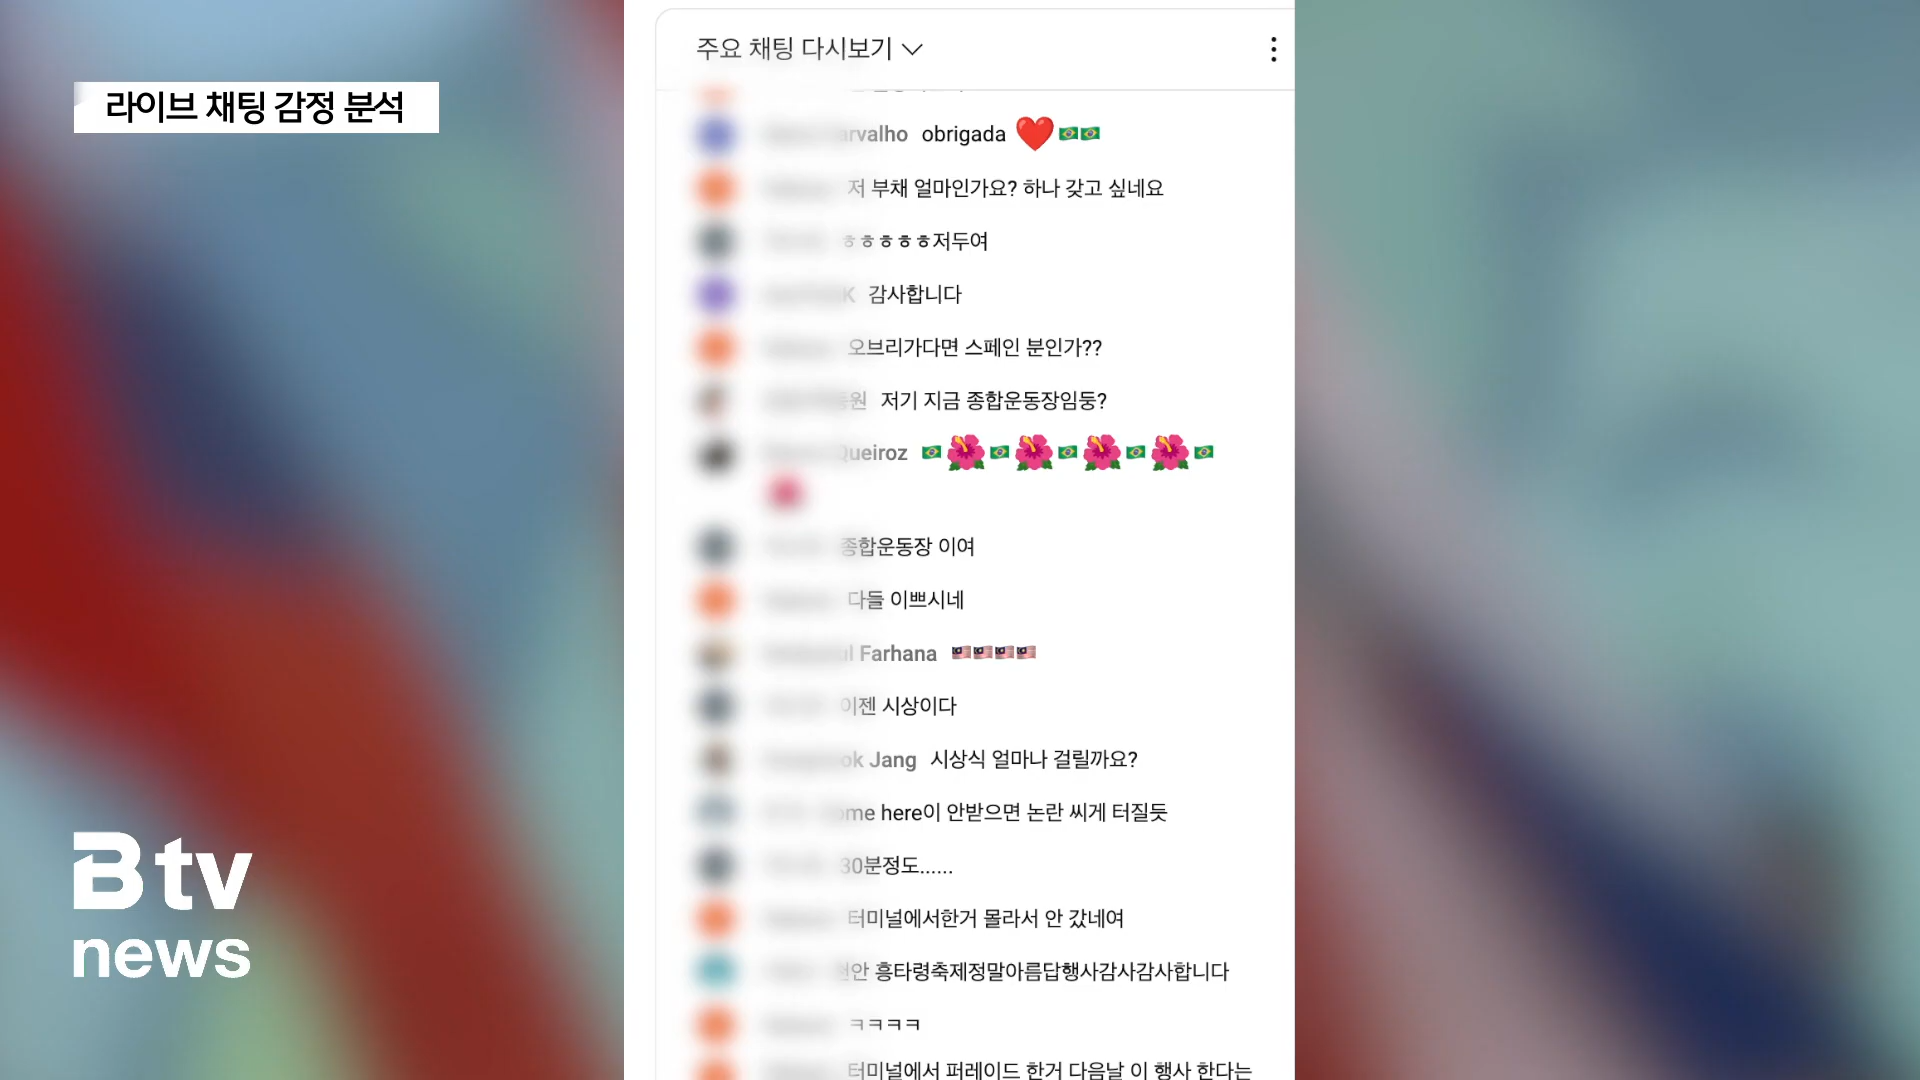 라이브 채팅 감정 분석
주요 채팅 다시보기
obrigada ❤️🇧🇷🇧🇷
저 부채 얼마인가요? 하나 갖고 싶네요
ㅎㅎㅎㅎㅎ저두여
K 감사합니다
오브리가다면 스페인 분인가??
원 저기 지금 종합운동장임둥?
Queiroz 🇧🇷🌺🇧🇷🌺🇧🇷🌺🇧🇷🌺🇧🇷
종합운동장 이여
다들 이쁘시네
Farhana 🇲🇾🇲🇾🇲🇾🇲🇾
이젠 시상이다
Jang 시상식 얼마나 걸릴까요?
here이 안받으면 논란 씨게 터질듯
30분정도......
터미널에서한거 몰라서 안 갔네여
흥타령축제정말아름답행사감사감사합니다
ㅋㅋㅋㅋ
터미널에서 퍼레이드 한거 다음날 이 행사 한다는
B tv
news